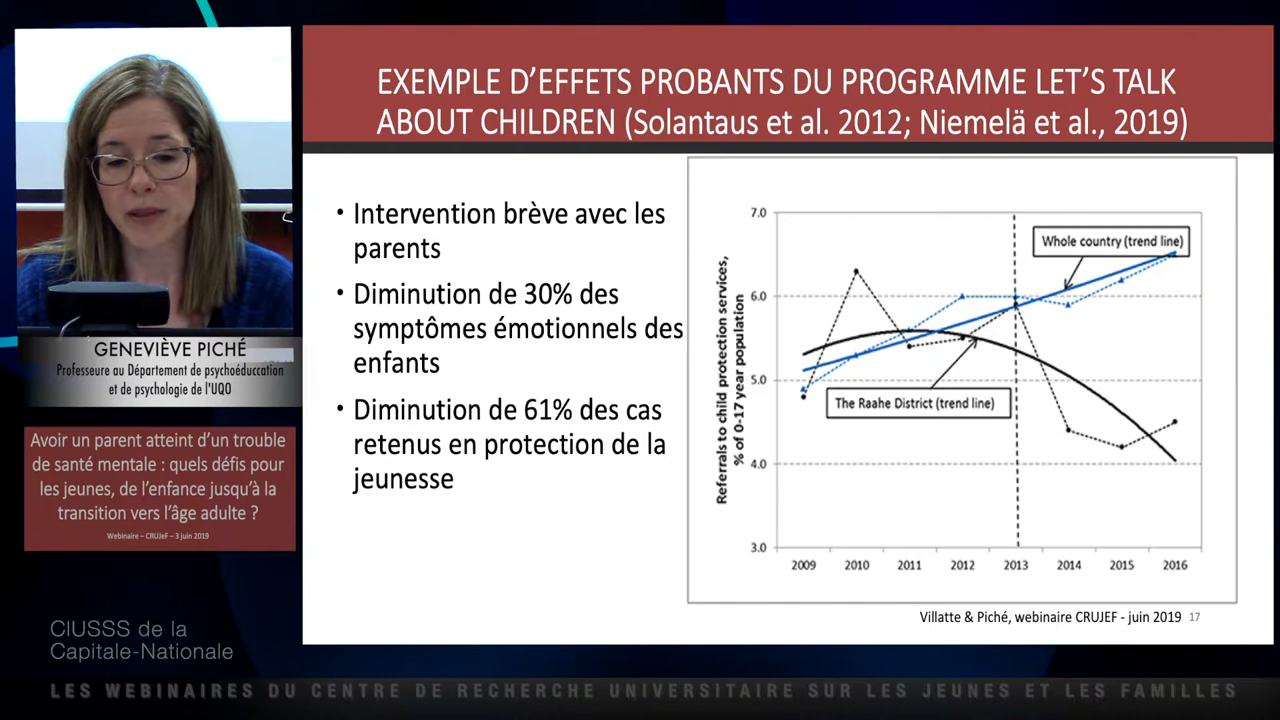 EXEMPLE D'EFFETS PROBANTS DU PROGRAMME LET'S TALK
ABOUT CHILDREN (Solantaus et al. 2012; Niemelä et al., 2019)
• Intervention brève avec les
parents
• Diminution de 30% des
symptômes émotionnels des
enfants
• Diminution de 61% des cas
retenus en protection de la
jeunesse
Referrals to child protection services,
% of 0-17 year population
7.0
6.0
5.0
4.0
3.0
Whole country (trend line)
The Raahe District (trend line)
2009 2010 2011 2012 2013 2014 2015 2016
Villatte & Piché, webinaire CRUJEF - juin 2019 17
GENEVIÈVE PICHÉ
Professeure au Département de psychoéduccation
et de psychologie de l'UQO
Avoir un parent atteint d'un trouble
de santé mentale : quels défis pour
les jeunes, de l'enfance jusqu'à la
transition vers l'âge adulte ?
Webinaire – CRUJeF – 3 juin 2019
CIUSSS de la
Capitale-Nationale
LES WEBINAIRES DU CENTRE DE RECHERCHE UNIVERSITAIRE SUR LES JEUNES ET LES FAMILLES